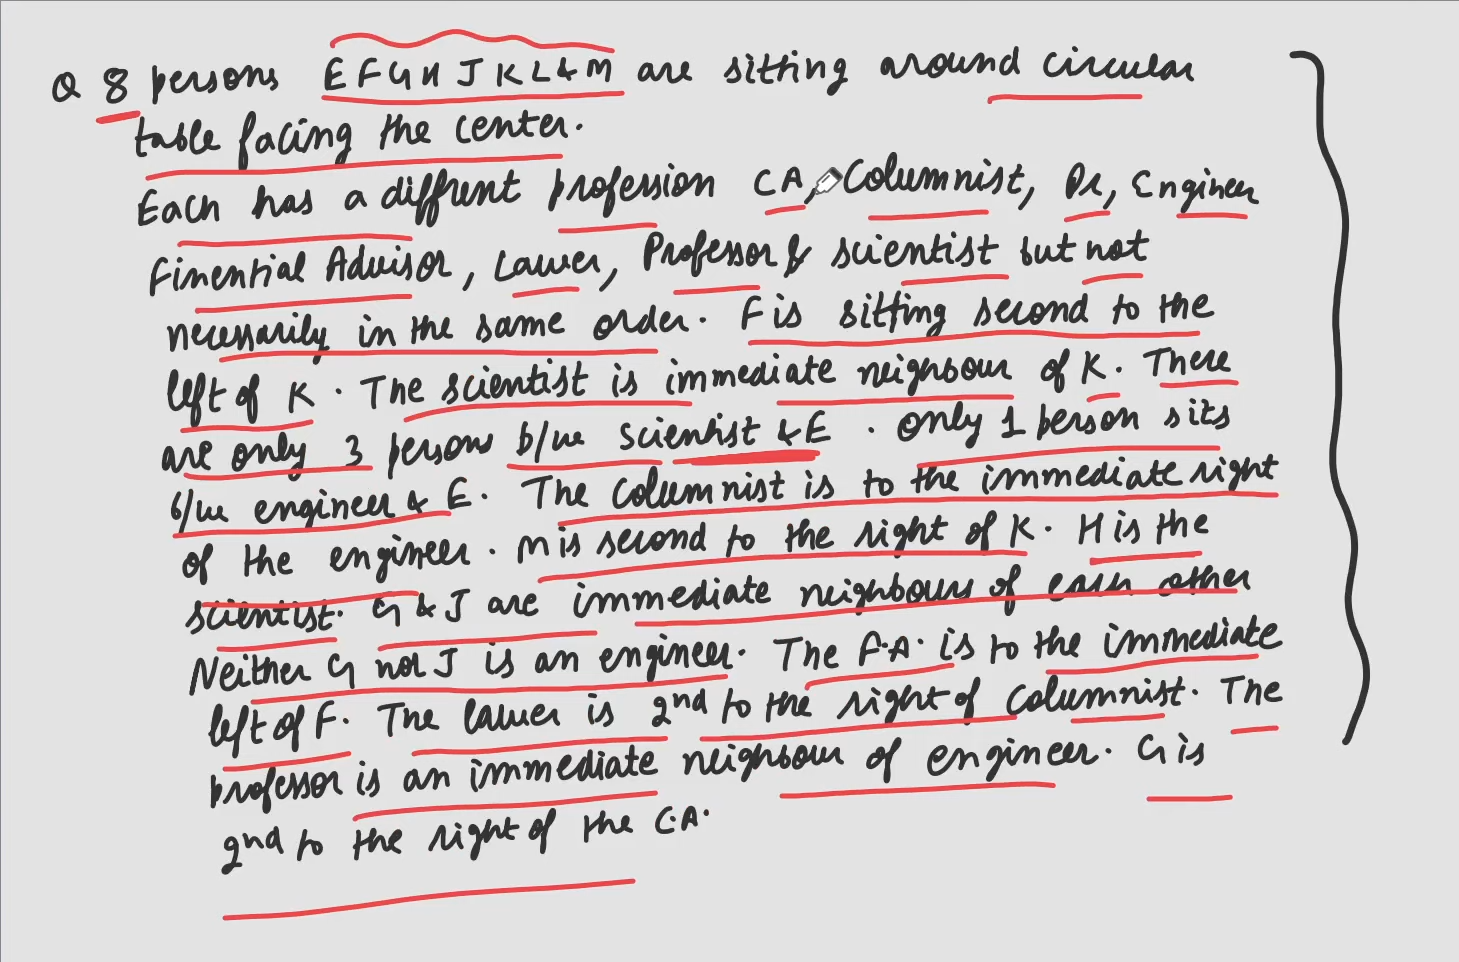 Q 8 persons E F G H J K L & M are sitting around circular
table facing the center.
Each has a diffrent profession CA, Columnist, Dr, Engineer
Finential Advisor, Lawer, Professor & scientist but not
necessarily in the same order. F is sitting second to the
left of K. The scientist is immediate neighbour of K. There
are only 3 persons b/w Scientist & E. Only 1 person sits
b/w engineer & E. The Columnist is to the immediate right
of the engineer. M is second to the right of K. H is the
scientist. G & J are immediate neighbours of each other
Neither G nor J is an engineer. The F.A. is to the immediate
left of F. The lawer is 2nd to the right of Columnist. The
professor is an immediate neighbour of engineer. G is
2nd to the right of the C.A.